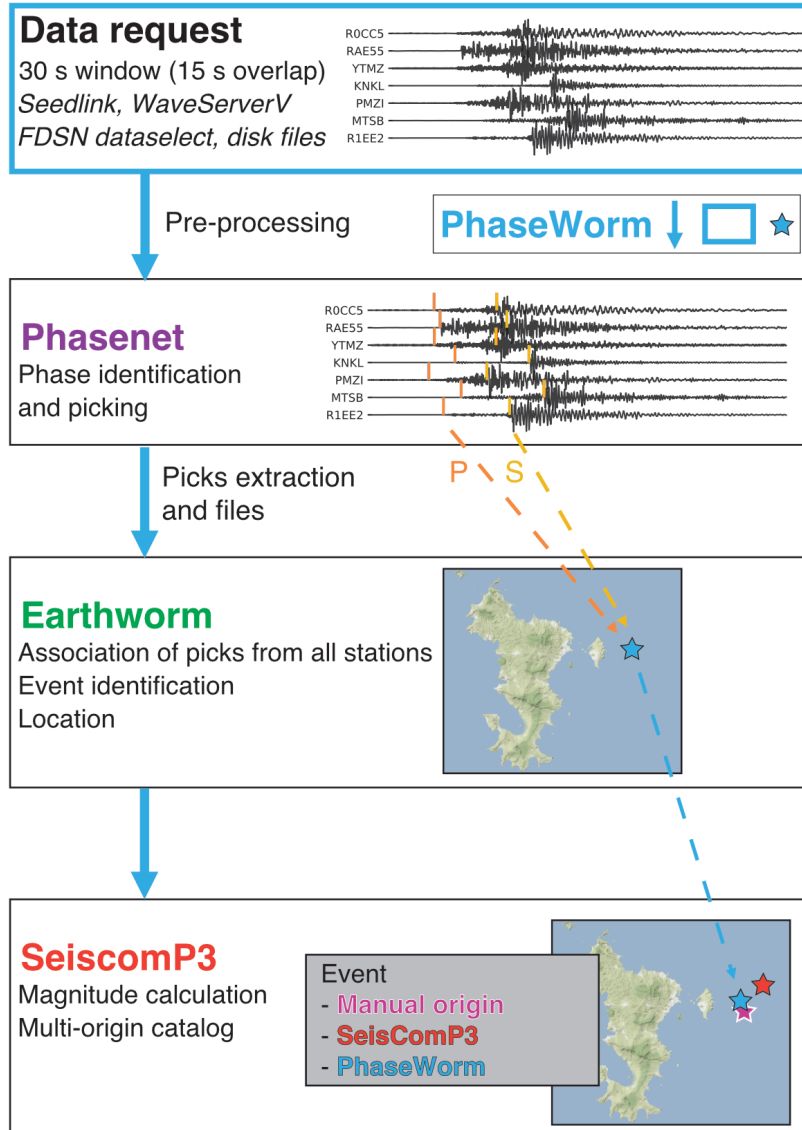 Data request
30 s window (15 s overlap)
Seedlink, WaveServerV
FDSN dataselect, disk files
R0CC5
RAE55
YTMZ
KNKL
PMZI
MTSB
R1EE2
Pre-processing
PhaseWorm
Phasenet
Phase identification
and picking
R0CC5
RAE55
YTMZ
KNKL
PMZI
MTSB
R1EE2
P
S
Picks extraction
and files
Earthworm
Association of picks from all stations
Event identification
Location
SeiscomP3
Magnitude calculation
Multi-origin catalog
Event
- Manual origin
- SeisComP3
- PhaseWorm